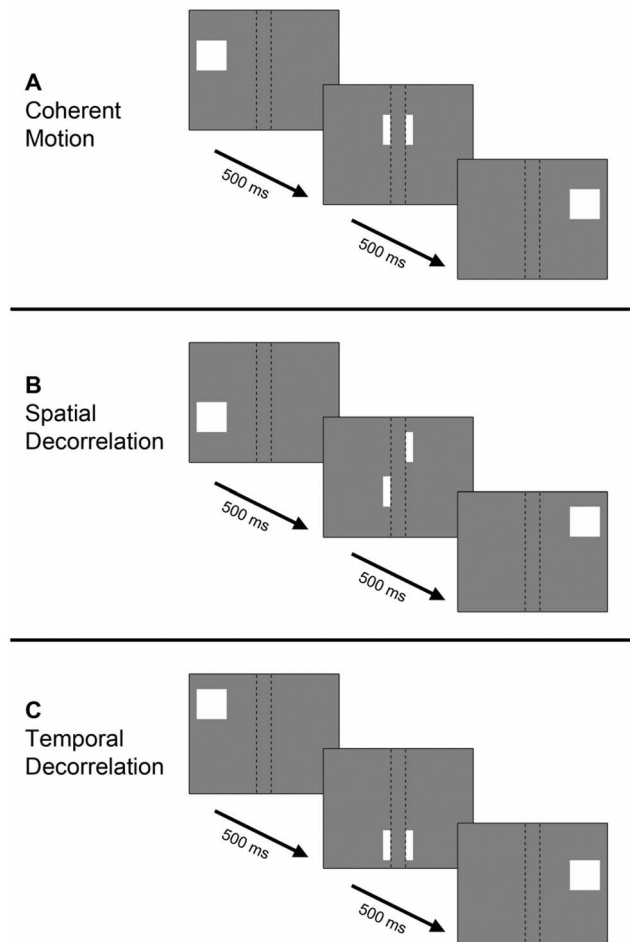 A
Coherent
Motion
500 ms
500 ms
B
Spatial
Decorrelation
500 ms
500 ms
C
Temporal
Decorrelation
500 ms
500 ms